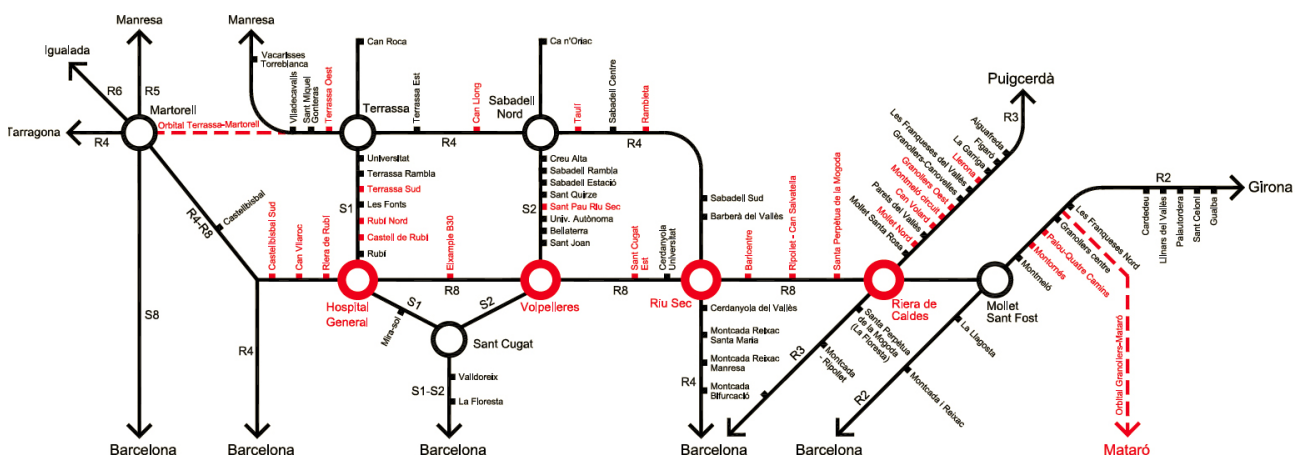 Manresa
Igualada
R6
R5
Martorell
Tarragona
R4
Orbital Terrassa-Martorell
Manresa
Vacarisses
Torreblanca
Viladecavalls
Sant Miquel
Gonteras
Terrassa Oest
Can Roca
Terrassa
Terrassa Est
R4
Can Llong
Ca n'Oriac
Sabadell
Nord
Taulí
Sabadell Centre
R4
Rambleta
Universitat
Terrassa Rambla
Terrassa Sud
Les Fonts
Rubí Nord
Castell de Rubí
Rubí
S1
Creu Alta
Sabadell Rambla
Sabadell Estació
Sant Quirze
Sant Pau Riu Sec
Univ. Autònoma
Bellaterra
Sant Joan
S2
Sabadell Sud
Barberà del Vallès
Puigcerdà
R3
Aiguafreda
Figaró
La Garriga
Llerona
Les Franqueses del Vallès
Granollers-Canovelles
Granollers Oest
Montmeló circuit
Can Volard
Parets del Vallès
Mollet Nord
Mollet Santa Rosa
R2
Girona
Cardedeu
Llinars del Vallès
Palautordera
Sant Celoni
Gualba
Les Franqueses Nord
Granollers centre
Palou-Quatre Camins
Montornès
Montmeló
Castellbisbal
R4-R8
Castellbisbal Sud
Can Vilaroc
Riera de Rubí
Hospital
General
Eixample B30
R8
Volpelleres
Sant Cugat
Est
Cerdanyola
Universitat
R8
Riu Sec
Baricentre
Ripollet - Can Salvatella
R8
Santa Perpètua de la Mogoda
Riera de
Caldes
Mollet
Sant Fost
S1
S2
Mira-sol
Sant Cugat
Valldoreix
S1-S2
La Floresta
Cerdanyola del Vallès
Montcada Reixac
Santa Maria
Montcada Reixac
Manresa
R4
Montcada
Bifurcació
Santa Perpètua
de la Mogoda
(La Floresta)
R3
Montcada
- Ripollet
La Llagosta
R2
Montcada i Reixac
Orbital Granollers-Mataró
S8
R4
Barcelona
Barcelona
Barcelona
Barcelona
Barcelona
Mataró